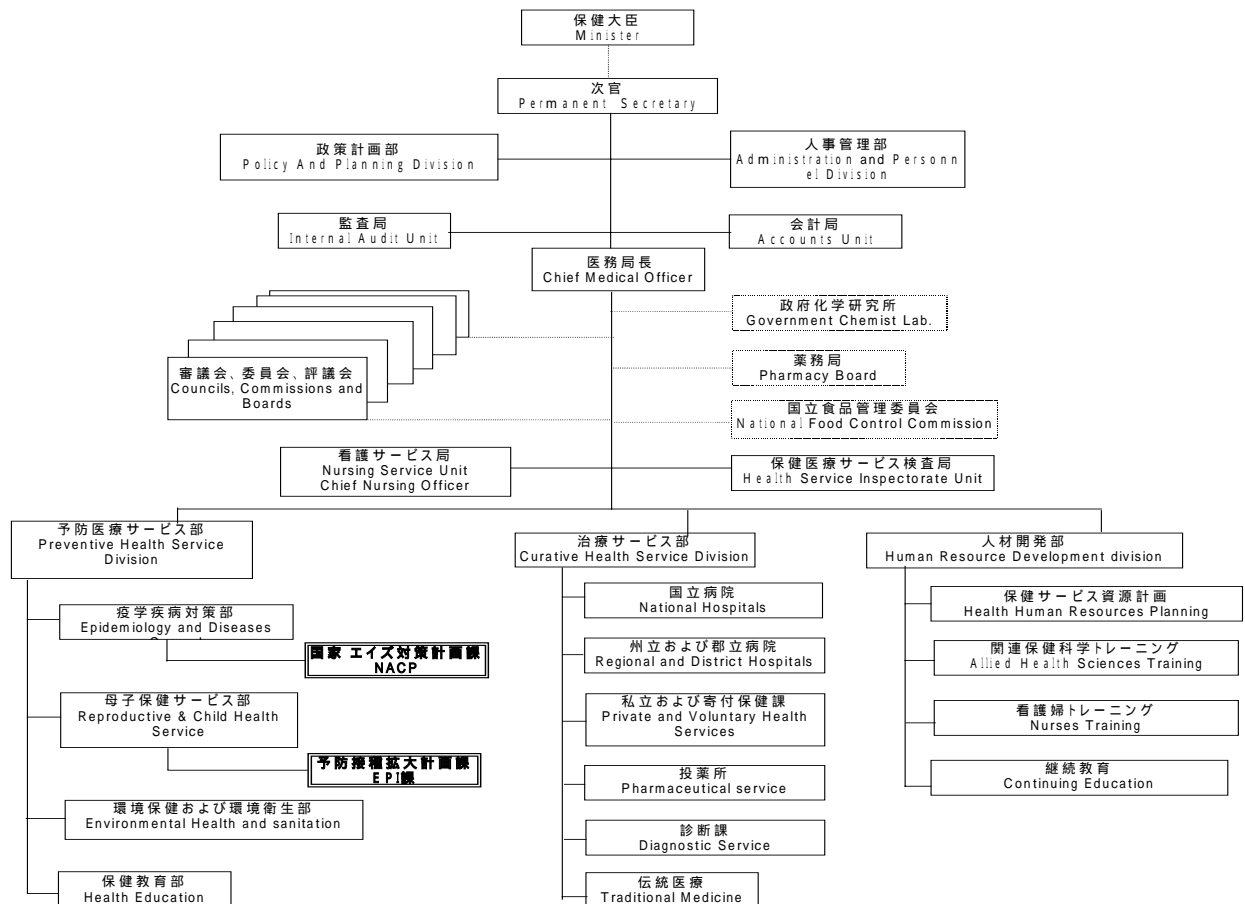 保健大臣
Minister
次官
Permanent Secretary
政策計画部
Policy And Planning Division
人事管理部
Administration and Personn
el Division
監査局
Internal Audit Unit
会計局
Accounts Unit
医務局長
Chief Medical Officer
政府化学研究所
Government Chemist Lab.
薬務局
Pharmacy Board
審議会、委員会、評議会
Councils, Commissions and
Boards
国立食品管理委員会
National Food Control Commission
看護サービス局
Nursing Service Unit
Chief Nursing Officer
保健医療サービス検査局
Health Service Inspectorate Unit
予防医療サービス部
Preventive Health Service
Division
疫学疾病対策部
Epidemiology and Diseases
国家 エイズ対策計画課
NACP
母子保健サービス部
Reproductive & Child Health
Service
予防接種拡大計画課
EPI課
環境保健および環境衛生部
Environmental Health and sanitation
保健教育部
Health Education
治療サービス部
Curative Health Service Division
国立病院
National Hospitals
州立および郡立病院
Regional and District Hospitals
私立および寄付保健課
Private and Voluntary Health
Services
投薬所
Pharmaceutical service
診断課
Diagnostic Service
伝統医療
Traditional Medicine
人材開発部
Human Resource Development division
保健サービス資源計画
Health Human Resources Planning
関連保健科学トレーニング
Allied Health Sciences Training
看護婦トレーニング
Nurses Training
継続教育
Continuing Education